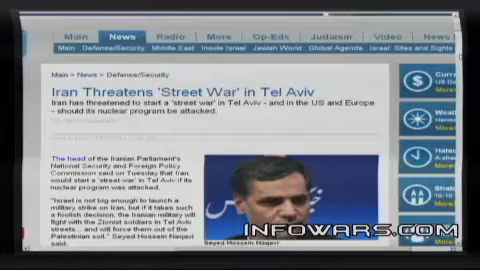 Main News Radio More Op-Eds Judaism Video News
Main Defense/Security Middle East Inside Israel Jewish World Global Agenda Israel Sites and Sights
Main > News > Defense/Security
Iran Threatens 'Street War' in Tel Aviv
Iran has threatened to start a 'street war' in Tel Aviv - and in the US and Europe -
should its nuclear program be attacked.
The head of the Iranian Parliament's
National Security and Foreign Policy
Commission said on Tuesday that Iran
would start a 'street war' in Tel Aviv if its
nuclear program was attacked.
"Israel is not big enough to launch a
military strike on Iran, but if it takes such
a foolish decision, the Iranian military will
fight with the Zionist soldiers in Tel Aviv
streets -- and will force them out of the
Palestinian soil." Seyed Hossein Naqavi
said.
Seyed Hossein Naqavi
$
More
More
More
More
INFOWARS.COM